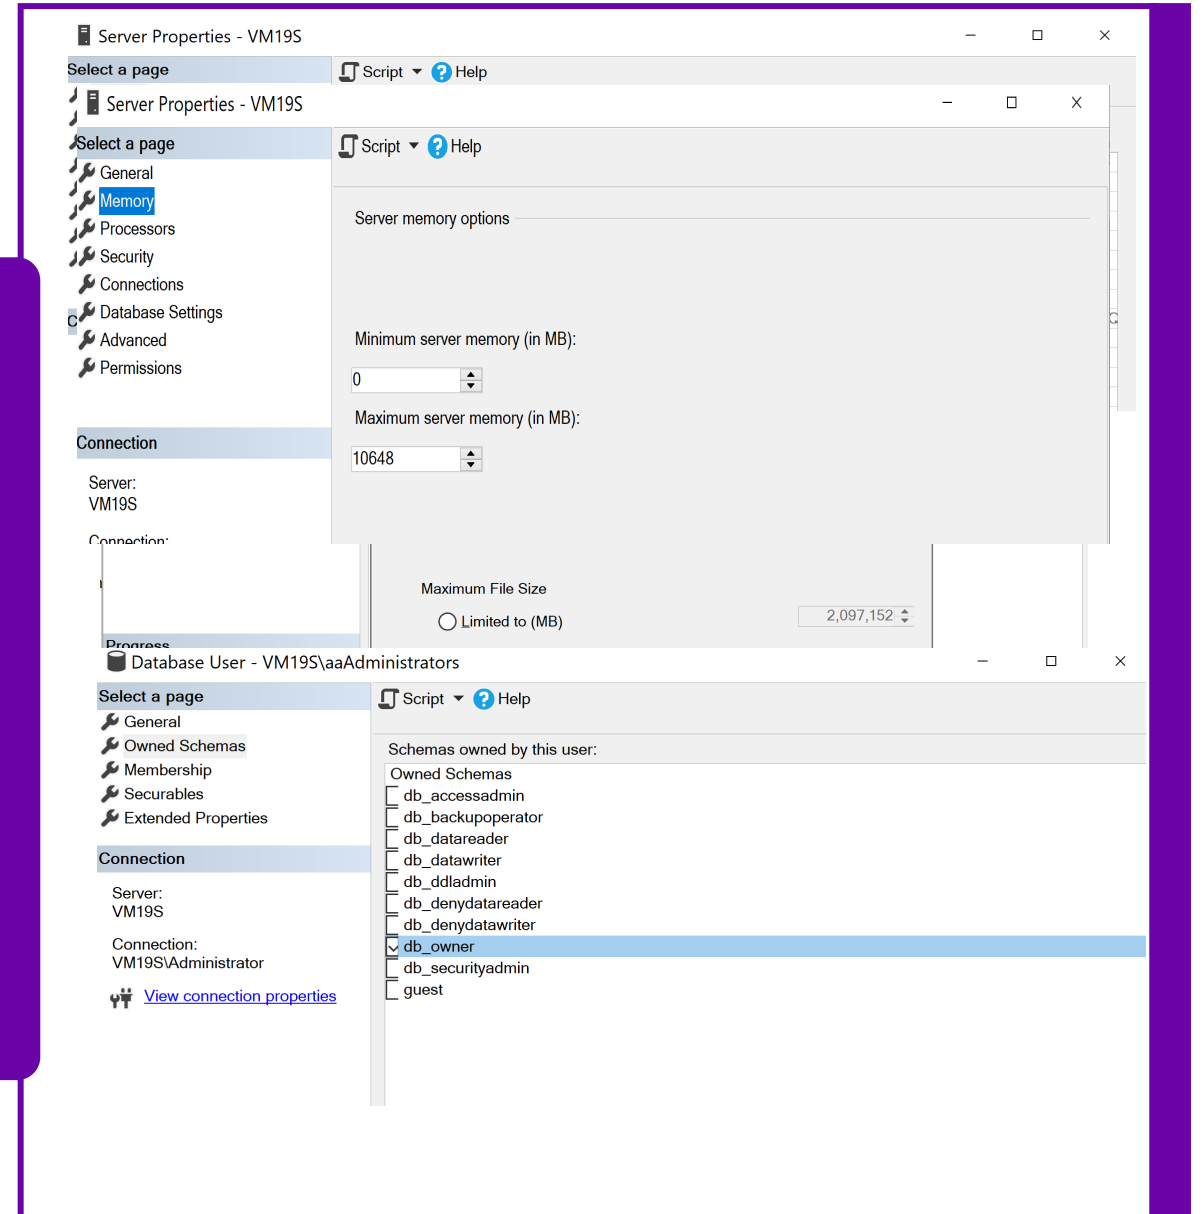 Server Properties - VM19S
Select a page
Script Help
Server Properties - VM19S
Select a page
Script Help
General
Memory
Processors
Security
Connections
Database Settings
Advanced
Permissions
Server memory options
Minimum server memory (in MB):
0
Maximum server memory (in MB):
10648
Connection
Server:
VM19S
Connection:
Maximum File Size
Limited to (MB)
2,097,152
Progress
Database User - VM19S\aaAdministrators
Select a page
Script Help
General
Owned Schemas
Membership
Securables
Extended Properties
Connection
Server:
VM19S
Connection:
VM19S\Administrator
View connection properties
Schemas owned by this user:
Owned Schemas
db_accessadmin
db_backupoperator
db_datareader
db_datawriter
db_ddladmin
db_denydatareader
db_denydatawriter
db_owner
db_securityadmin
guest